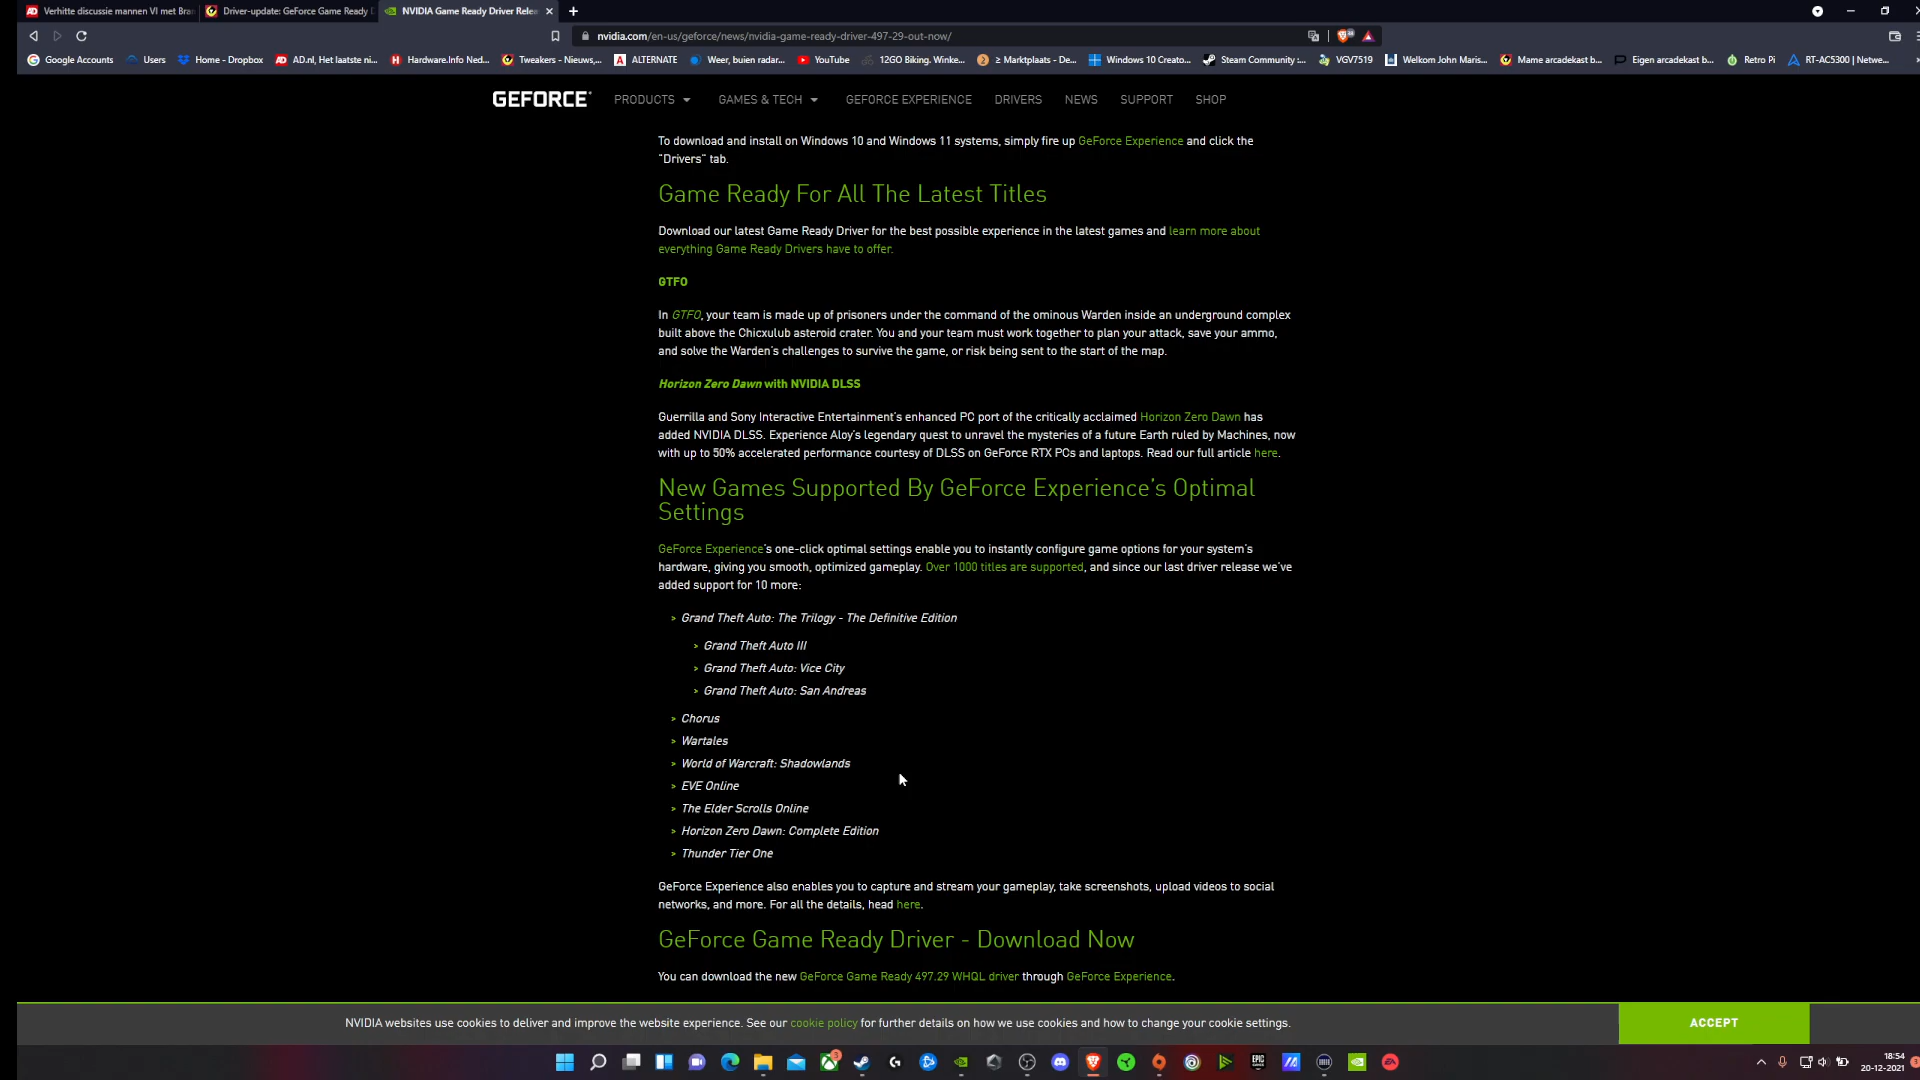 Verhitte discussie mannen VI met Bra
Driver-update: GeForce Game Ready D
NVIDIA Game Ready Driver Rele
nvidia.com/en-us/geforce/news/nvidia-game-ready-driver-497-29-out-now/
Google Accounts Users Home - Dropbox AD.nl, Het laatste ni... Hardware.Info Ned... Tweakers - Nieuws,... ALTERNATE Weer, buien radar... YouTube 12GO Biking. Winke... ≥ Marktplaats - De... Windows 10 Creato... Steam Community :... VGV7519 Welkom John Maris... Mame arcadekast b... Eigen arcadekast b... Retro Pi RT-AC5300 | Netwe...
GEFORCE PRODUCTS GAMES & TECH GEFORCE EXPERIENCE DRIVERS NEWS SUPPORT SHOP
To download and install on Windows 10 and Windows 11 systems, simply fire up GeForce Experience and click the
"Drivers" tab.
Game Ready For All The Latest Titles
Download our latest Game Ready Driver for the best possible experience in the latest games and learn more about
everything Game Ready Drivers have to offer.
GTFO
In GTFO, your team is made up of prisoners under the command of the ominous Warden inside an underground complex
built above the Chicxulub asteroid crater. You and your team must work together to plan your attack, save your ammo,
and solve the Warden's challenges to survive the game, or risk being sent to the start of the map.
Horizon Zero Dawn with NVIDIA DLSS
Guerrilla and Sony Interactive Entertainment's enhanced PC port of the critically acclaimed Horizon Zero Dawn has
added NVIDIA DLSS. Experience Aloy's legendary quest to unravel the mysteries of a future Earth ruled by Machines, now
with up to 50% accelerated performance courtesy of DLSS on GeForce RTX PCs and laptops. Read our full article here.
New Games Supported By GeForce Experience's Optimal
Settings
GeForce Experience's one-click optimal settings enable you to instantly configure game options for your system's
hardware, giving you smooth, optimized gameplay. Over 1000 titles are supported, and since our last driver release we've
added support for 10 more:
> Grand Theft Auto: The Trilogy - The Definitive Edition
> Grand Theft Auto III
> Grand Theft Auto: Vice City
> Grand Theft Auto: San Andreas
> Chorus
> Wartales
> World of Warcraft: Shadowlands
> EVE Online
> The Elder Scrolls Online
> Horizon Zero Dawn: Complete Edition
> Thunder Tier One
GeForce Experience also enables you to capture and stream your gameplay, take screenshots, upload videos to social
networks, and more. For all the details, head here.
GeForce Game Ready Driver - Download Now
You can download the new GeForce Game Ready 497.29 WHQL driver through GeForce Experience.
NVIDIA websites use cookies to deliver and improve the website experience. See our cookie policy for further details on how we use cookies and how to change your cookie settings.
ACCEPT
18:54
20-12-2021